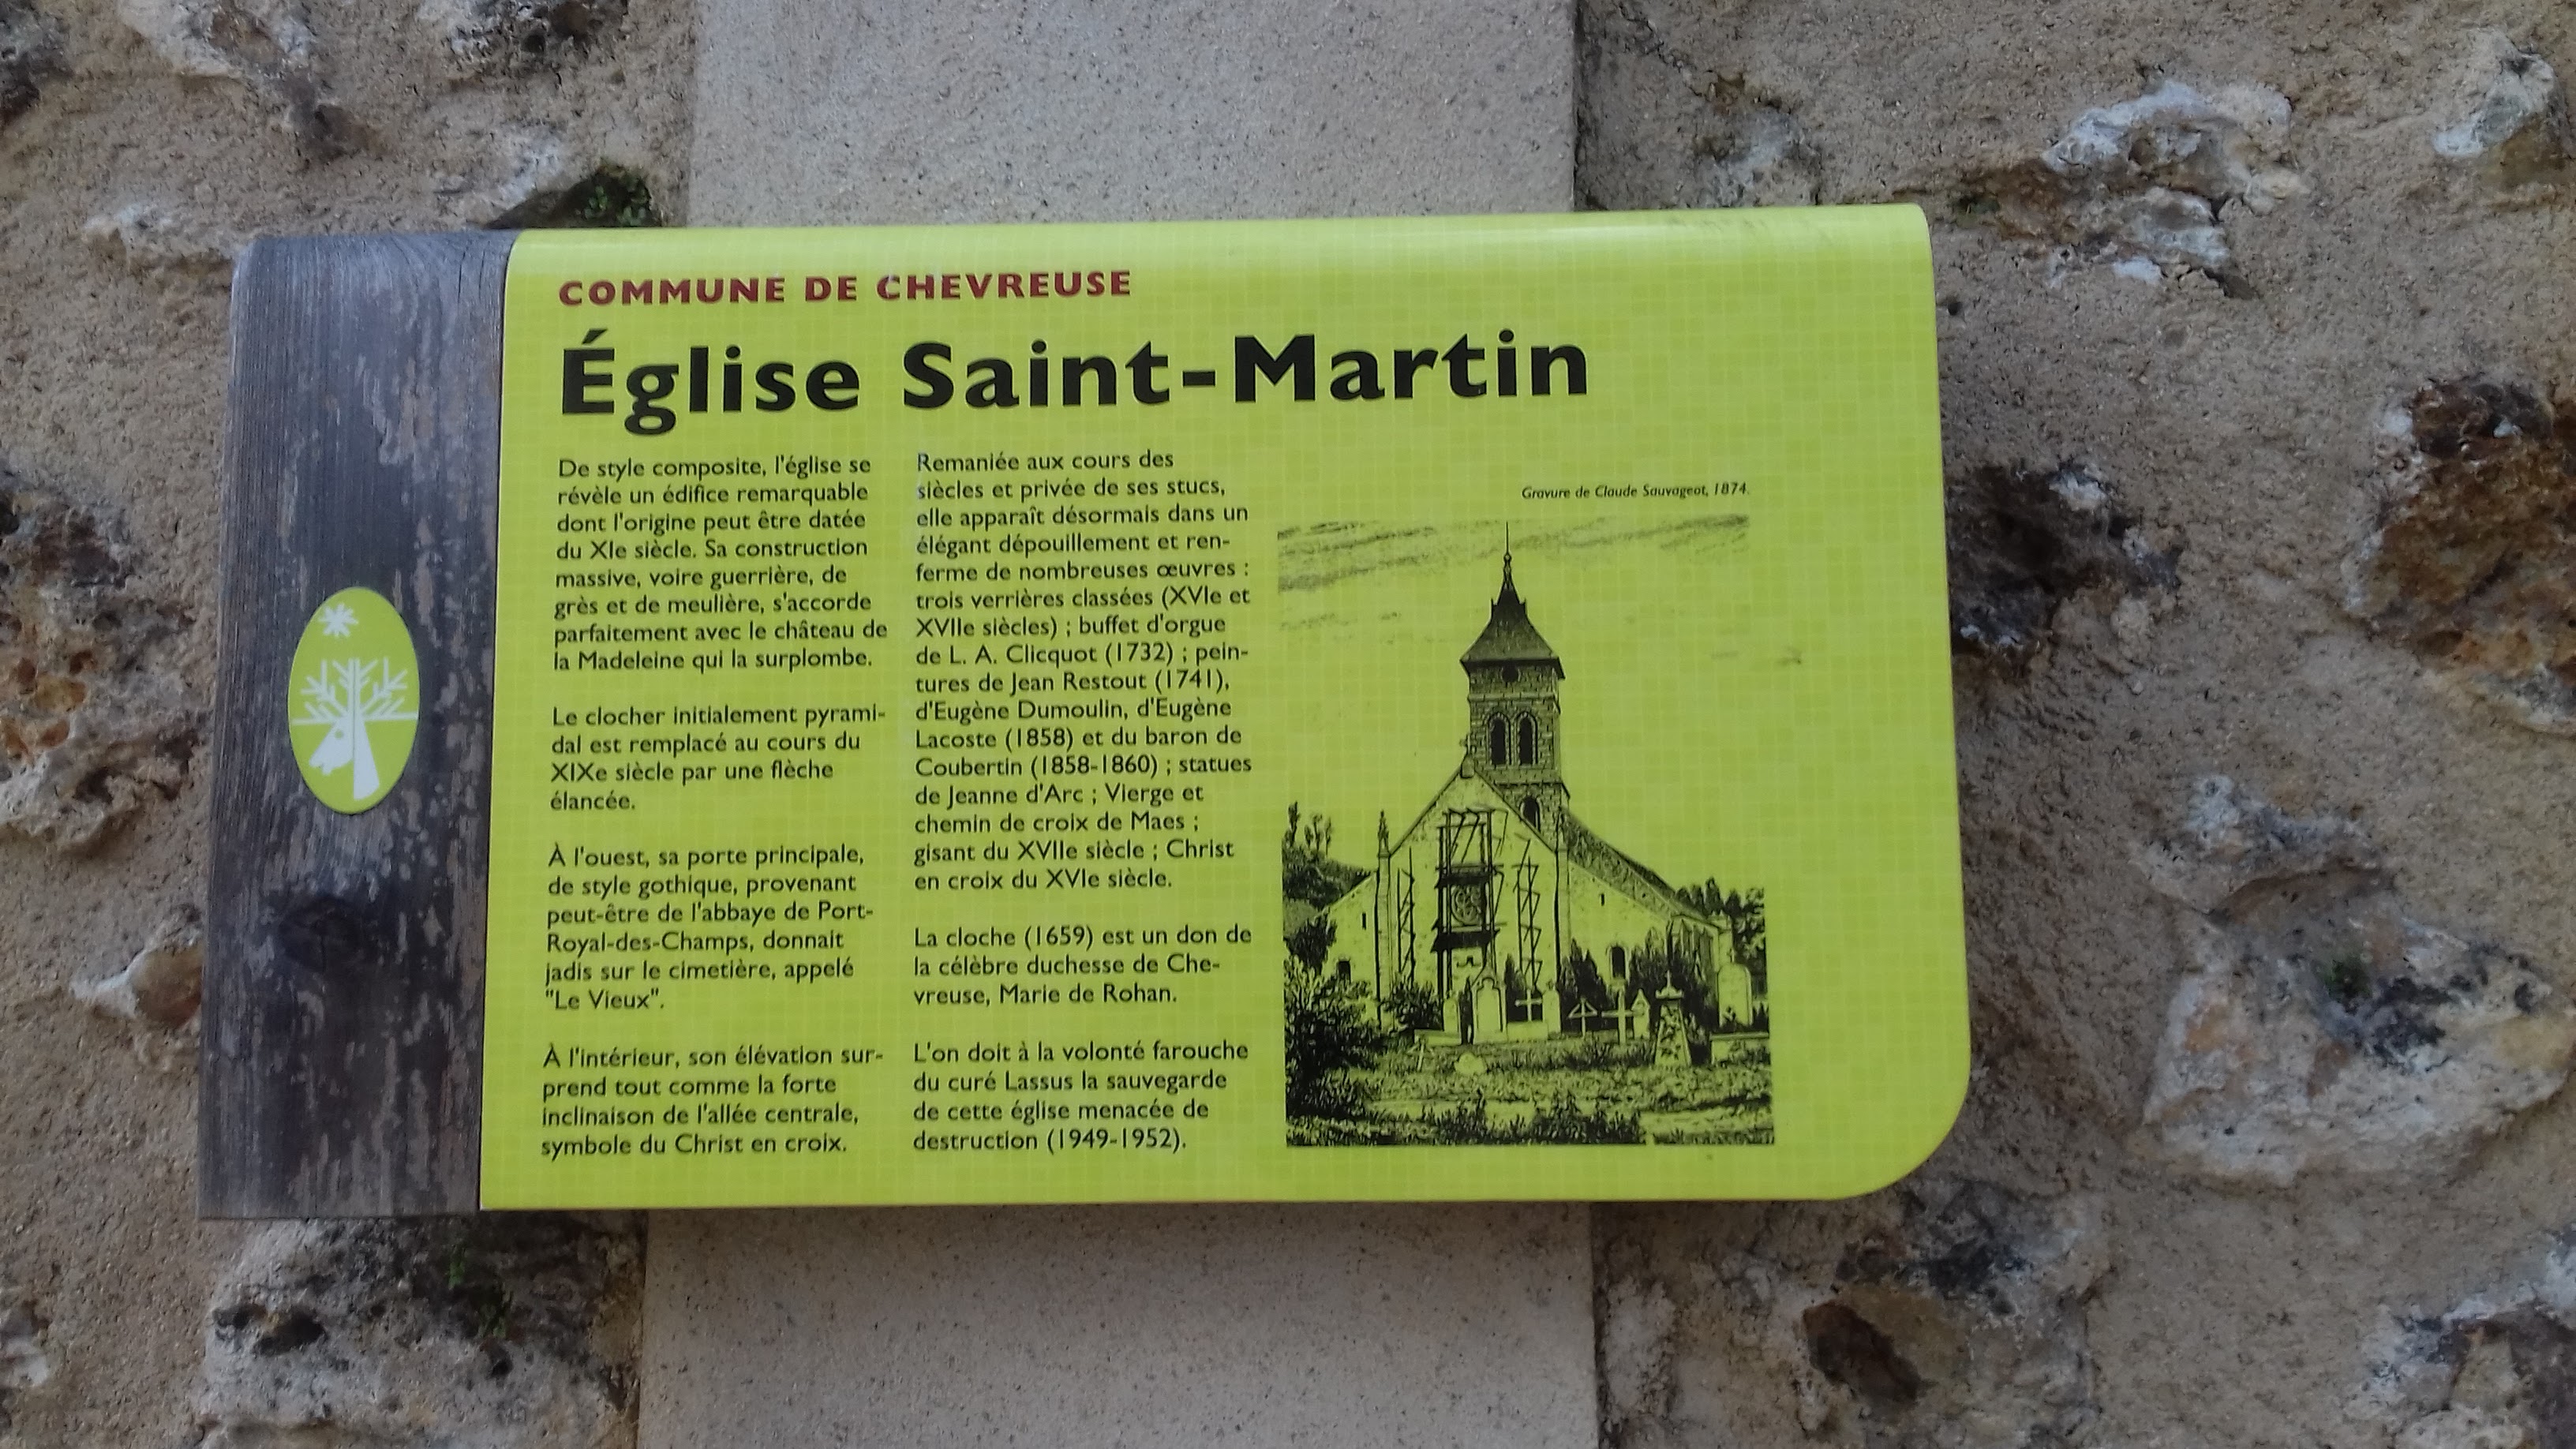 COMMUNE DE CHEVREUSE
Église Saint-Martin
De style composite, l'église se
révèle un édifice remarquable
dont l'origine peut être datée
du XIe siècle. Sa construction
massive, voire guerrière, de
grès et de meulière, s'accorde
parfaitement avec le château de
la Madeleine qui la surplombe.
Le clocher initialement pyrami-
dal est remplacé au cours du
XIXe siècle par une flèche
élancée.
À l'ouest, sa porte principale,
de style gothique, provenant
peut-être de l'abbaye de Port-
Royal-des-Champs, donnait
jadis sur le cimetière, appelé
"Le Vieux".
À l'intérieur, son élévation sur-
prend tout comme la forte
inclinaison de l'allée centrale,
symbole du Christ en croix.
Remaniée aux cours des
siècles et privée de ses stucs,
elle apparaît désormais dans un
élégant dépouillement et ren-
ferme de nombreuses œuvres :
trois verrières classées (XVIe et
XVIIe siècles) ; buffet d'orgue
de L. A. Clicquot (1732) ; pein-
tures de Jean Restout (1741),
d'Eugène Dumoulin, d'Eugène
Lacoste (1858) et du baron de
Coubertin (1858-1860) ; statues
de Jeanne d'Arc ; Vierge et
chemin de croix de Maes ;
gisant du XVIIe siècle ; Christ
en croix du XVIe siècle.
La cloche (1659) est un don de
la célèbre duchesse de Che-
vreuse, Marie de Rohan.
L'on doit à la volonté farouche
du curé Lassus la sauvegarde
de cette église menacée de
destruction (1949-1952).
Gravure de Claude Sauvageot, 1874.